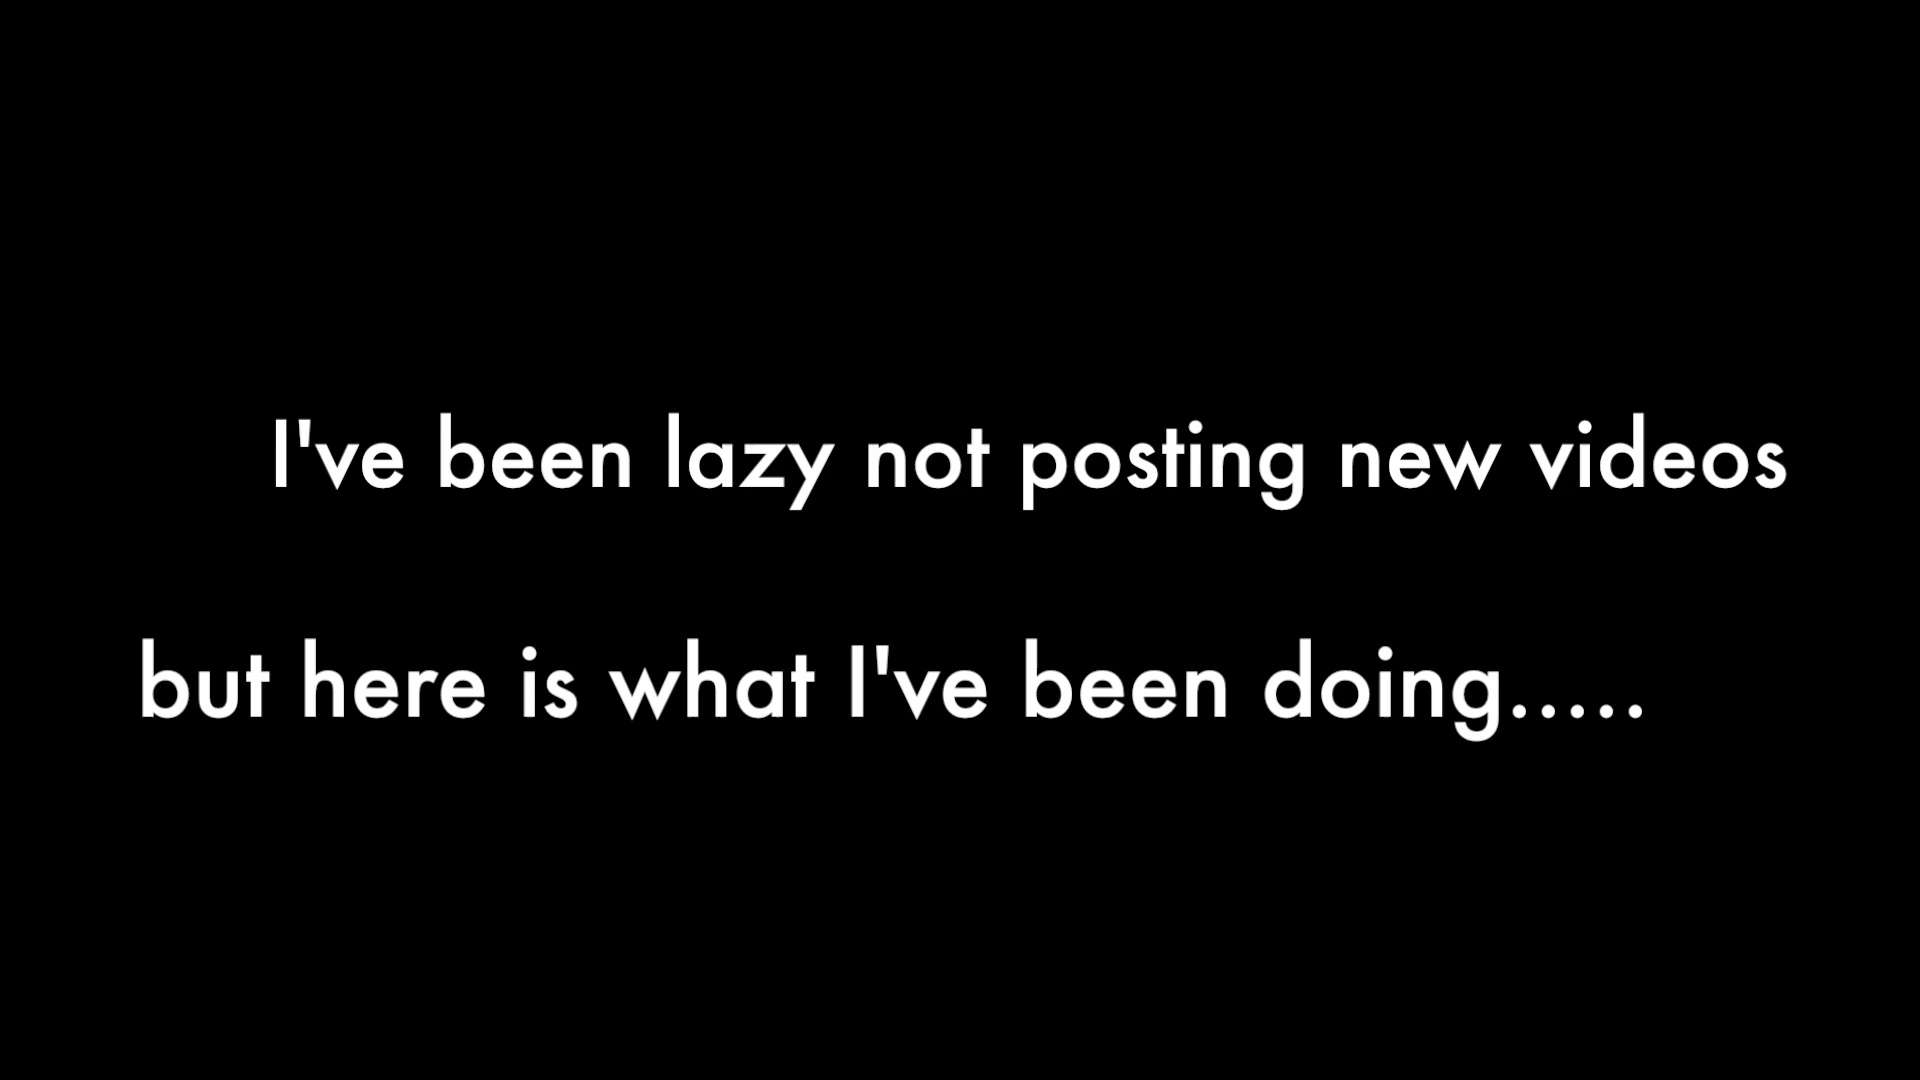 I've been lazy not posting new videos
but here is what I've been doing.....